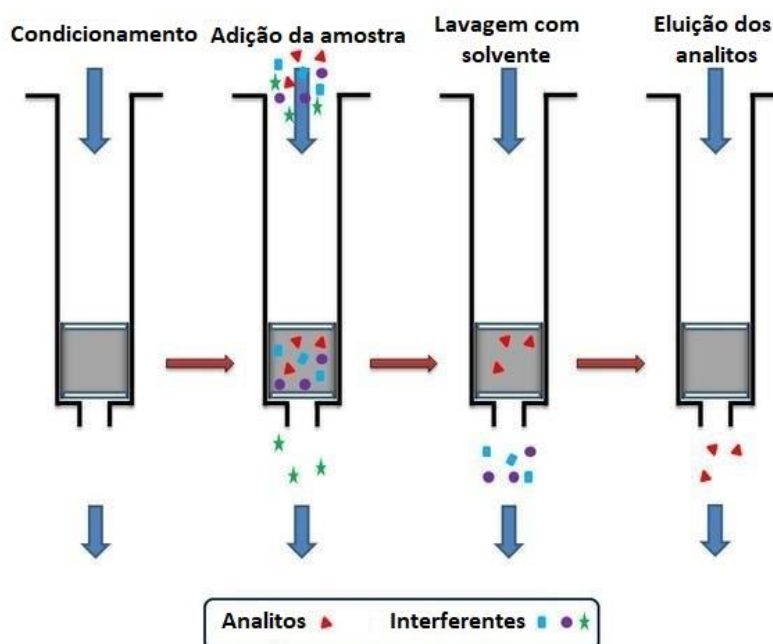 Condicionamento
Adição da amostra
Lavagem com
solvente
Eluição dos
analitos
Analitos
Interferentes